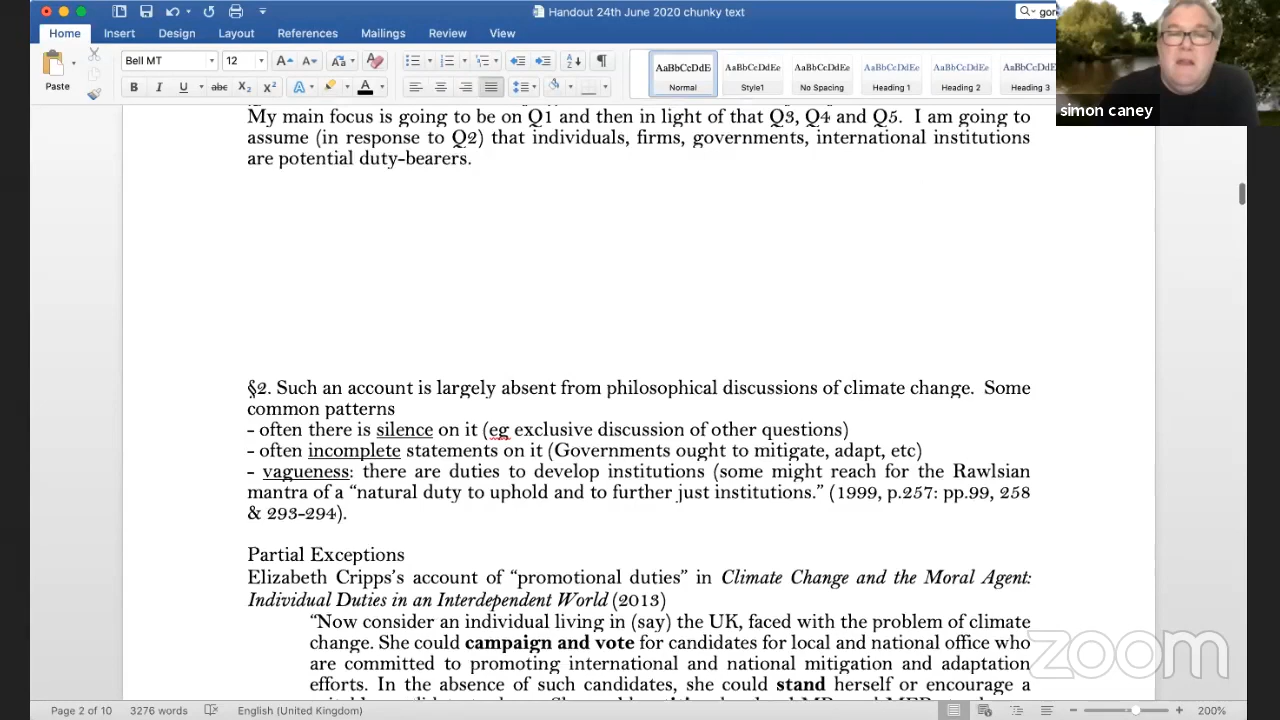 Handout 24th June 2020 chunky text
gor
Home Insert Design Layout References Mailings Review View
Paste
Bell MT 12
AaBbCcDdE AaBbCcDdEe AaBbCcDdEe AaBbCcDdEe AaBbCcDdEe AaBbCcDdE
Normal Style1 No Spacing Heading 1 Heading 2 Heading 3
simon caney
My main focus is going to be on Q1 and then in light of that Q3, Q4 and Q5. I am going to
assume (in response to Q2) that individuals, firms, governments, international institutions
are potential duty-bearers.
§2. Such an account is largely absent from philosophical discussions of climate change. Some
common patterns
- often there is silence on it (eg exclusive discussion of other questions)
- often incomplete statements on it (Governments ought to mitigate, adapt, etc)
- vagueness: there are duties to develop institutions (some might reach for the Rawlsian
mantra of a “natural duty to uphold and to further just institutions.” (1999, p.257: pp.99, 258
& 293-294).
Partial Exceptions
Elizabeth Cripps’s account of “promotional duties” in Climate Change and the Moral Agent:
Individual Duties in an Interdependent World (2013)
“Now consider an individual living in (say) the UK, faced with the problem of climate
change. She could campaign and vote for candidates for local and national office who
are committed to promoting international and national mitigation and adaptation
efforts. In the absence of such candidates, she could stand herself or encourage a
zoom
Page 2 of 10 3276 words English (United Kingdom) 200%